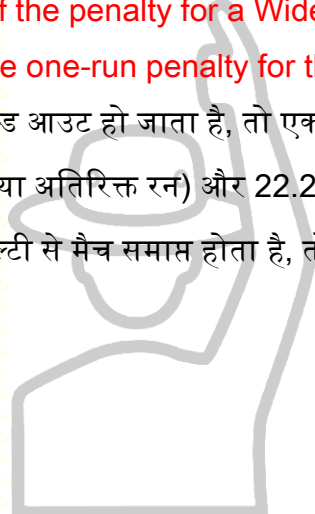 f the penalty for a Wide
e one-run penalty for th
ड आउट हो जाता है, तो एक
या अतिरिक्त रन) और 22.2
ल्टी से मैच समाप्त होता है, तो